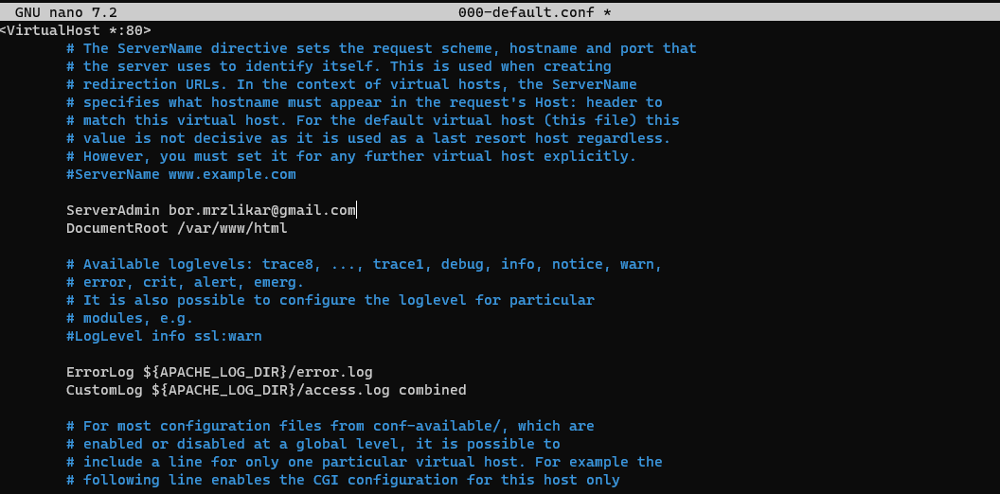 GNU nano 7.2 000-default.conf *
<VirtualHost *:80>
# The ServerName directive sets the request scheme, hostname and port that
# the server uses to identify itself. This is used when creating
# redirection URLs. In the context of virtual hosts, the ServerName
# specifies what hostname must appear in the request's Host: header to
# match this virtual host. For the default virtual host (this file) this
# value is not decisive as it is used as a last resort host regardless.
# However, you must set it for any further virtual host explicitly.
#ServerName www.example.com
ServerAdmin bor.mrzlikar@gmail.com
DocumentRoot /var/www/html
# Available loglevels: trace8, ..., trace1, debug, info, notice, warn,
# error, crit, alert, emerg.
# It is also possible to configure the loglevel for particular
# modules, e.g.
#LogLevel info ssl:warn
ErrorLog ${APACHE_LOG_DIR}/error.log
CustomLog ${APACHE_LOG_DIR}/access.log combined
# For most configuration files from conf-available/, which are
# enabled or disabled at a global level, it is possible to
# include a line for only one particular virtual host. For example the
# following line enables the CGI configuration for this host only